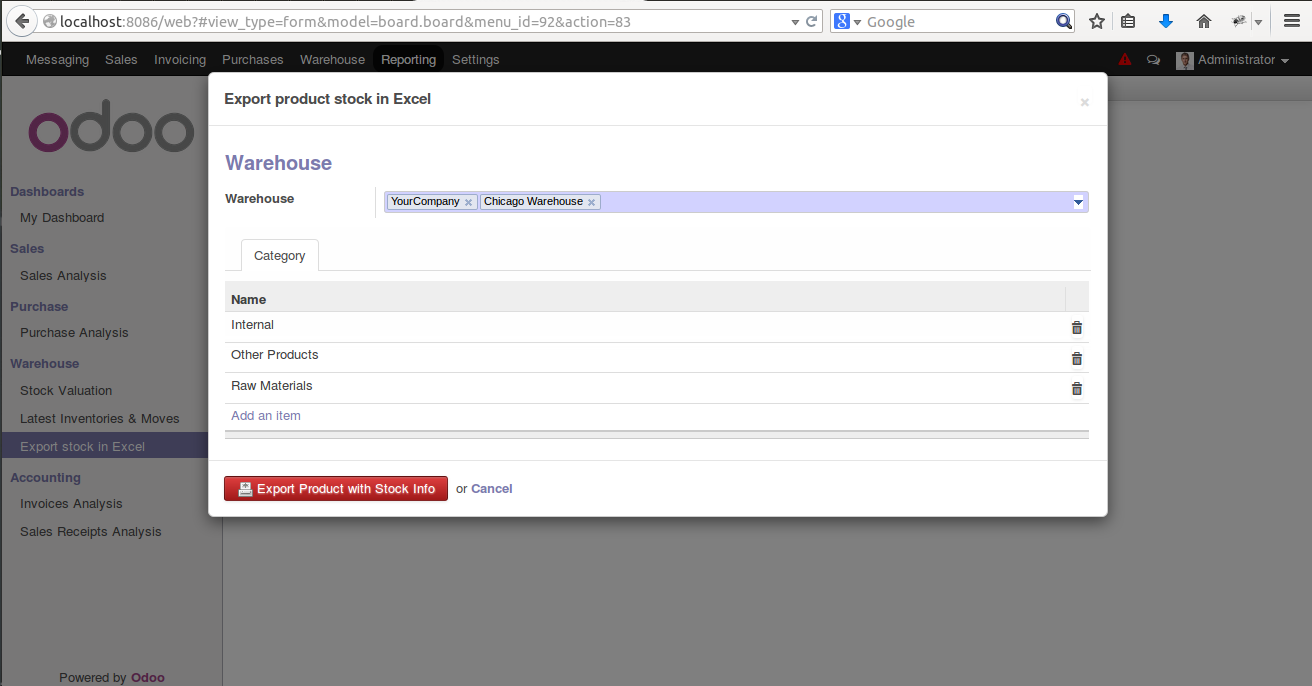 localhost:8086/web?#view_type=form&model=board.board&menu_id=92&action=83
8 Google
Messaging Sales Invoicing Purchases Warehouse Reporting Settings Administrator
Export product stock in Excel ×
odoo
Warehouse
Warehouse YourCompany × Chicago Warehouse ×
Category
Name
Internal
Other Products
Raw Materials
Add an item
Export Product with Stock Info or Cancel
Dashboards
My Dashboard
Sales
Sales Analysis
Purchase
Purchase Analysis
Warehouse
Stock Valuation
Latest Inventories & Moves
Export stock in Excel
Accounting
Invoices Analysis
Sales Receipts Analysis
Powered by Odoo